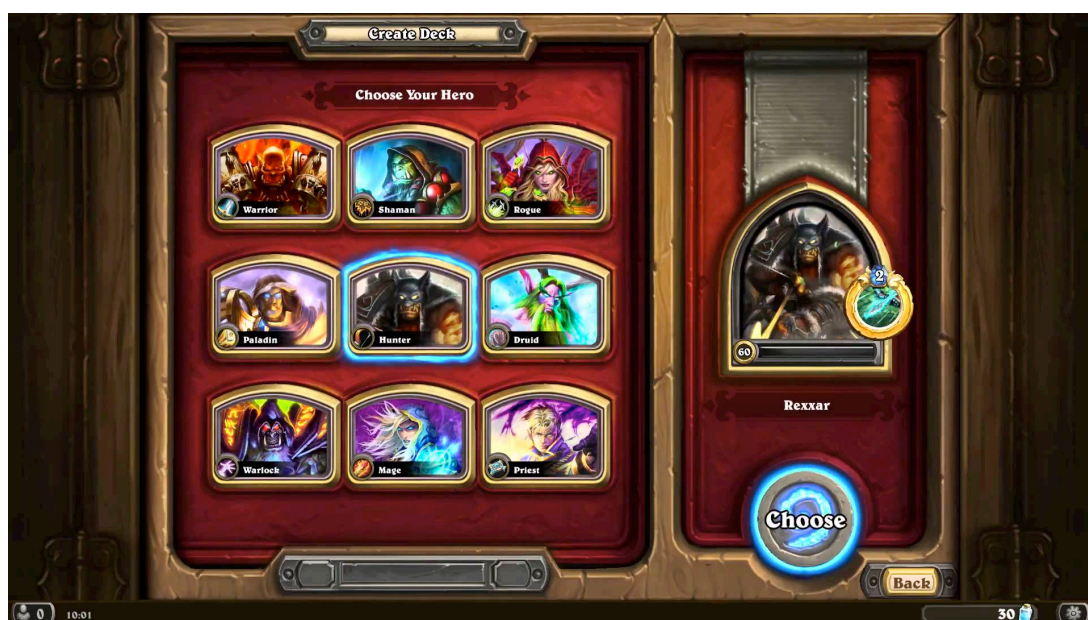 Create Deck
Choose Your Hero
Warrior
Shaman
Rogue
Paladin
Hunter
Druid
Warlock
Mage
Priest
2
60
Rexxar
Choose
Back
0
10:01
30